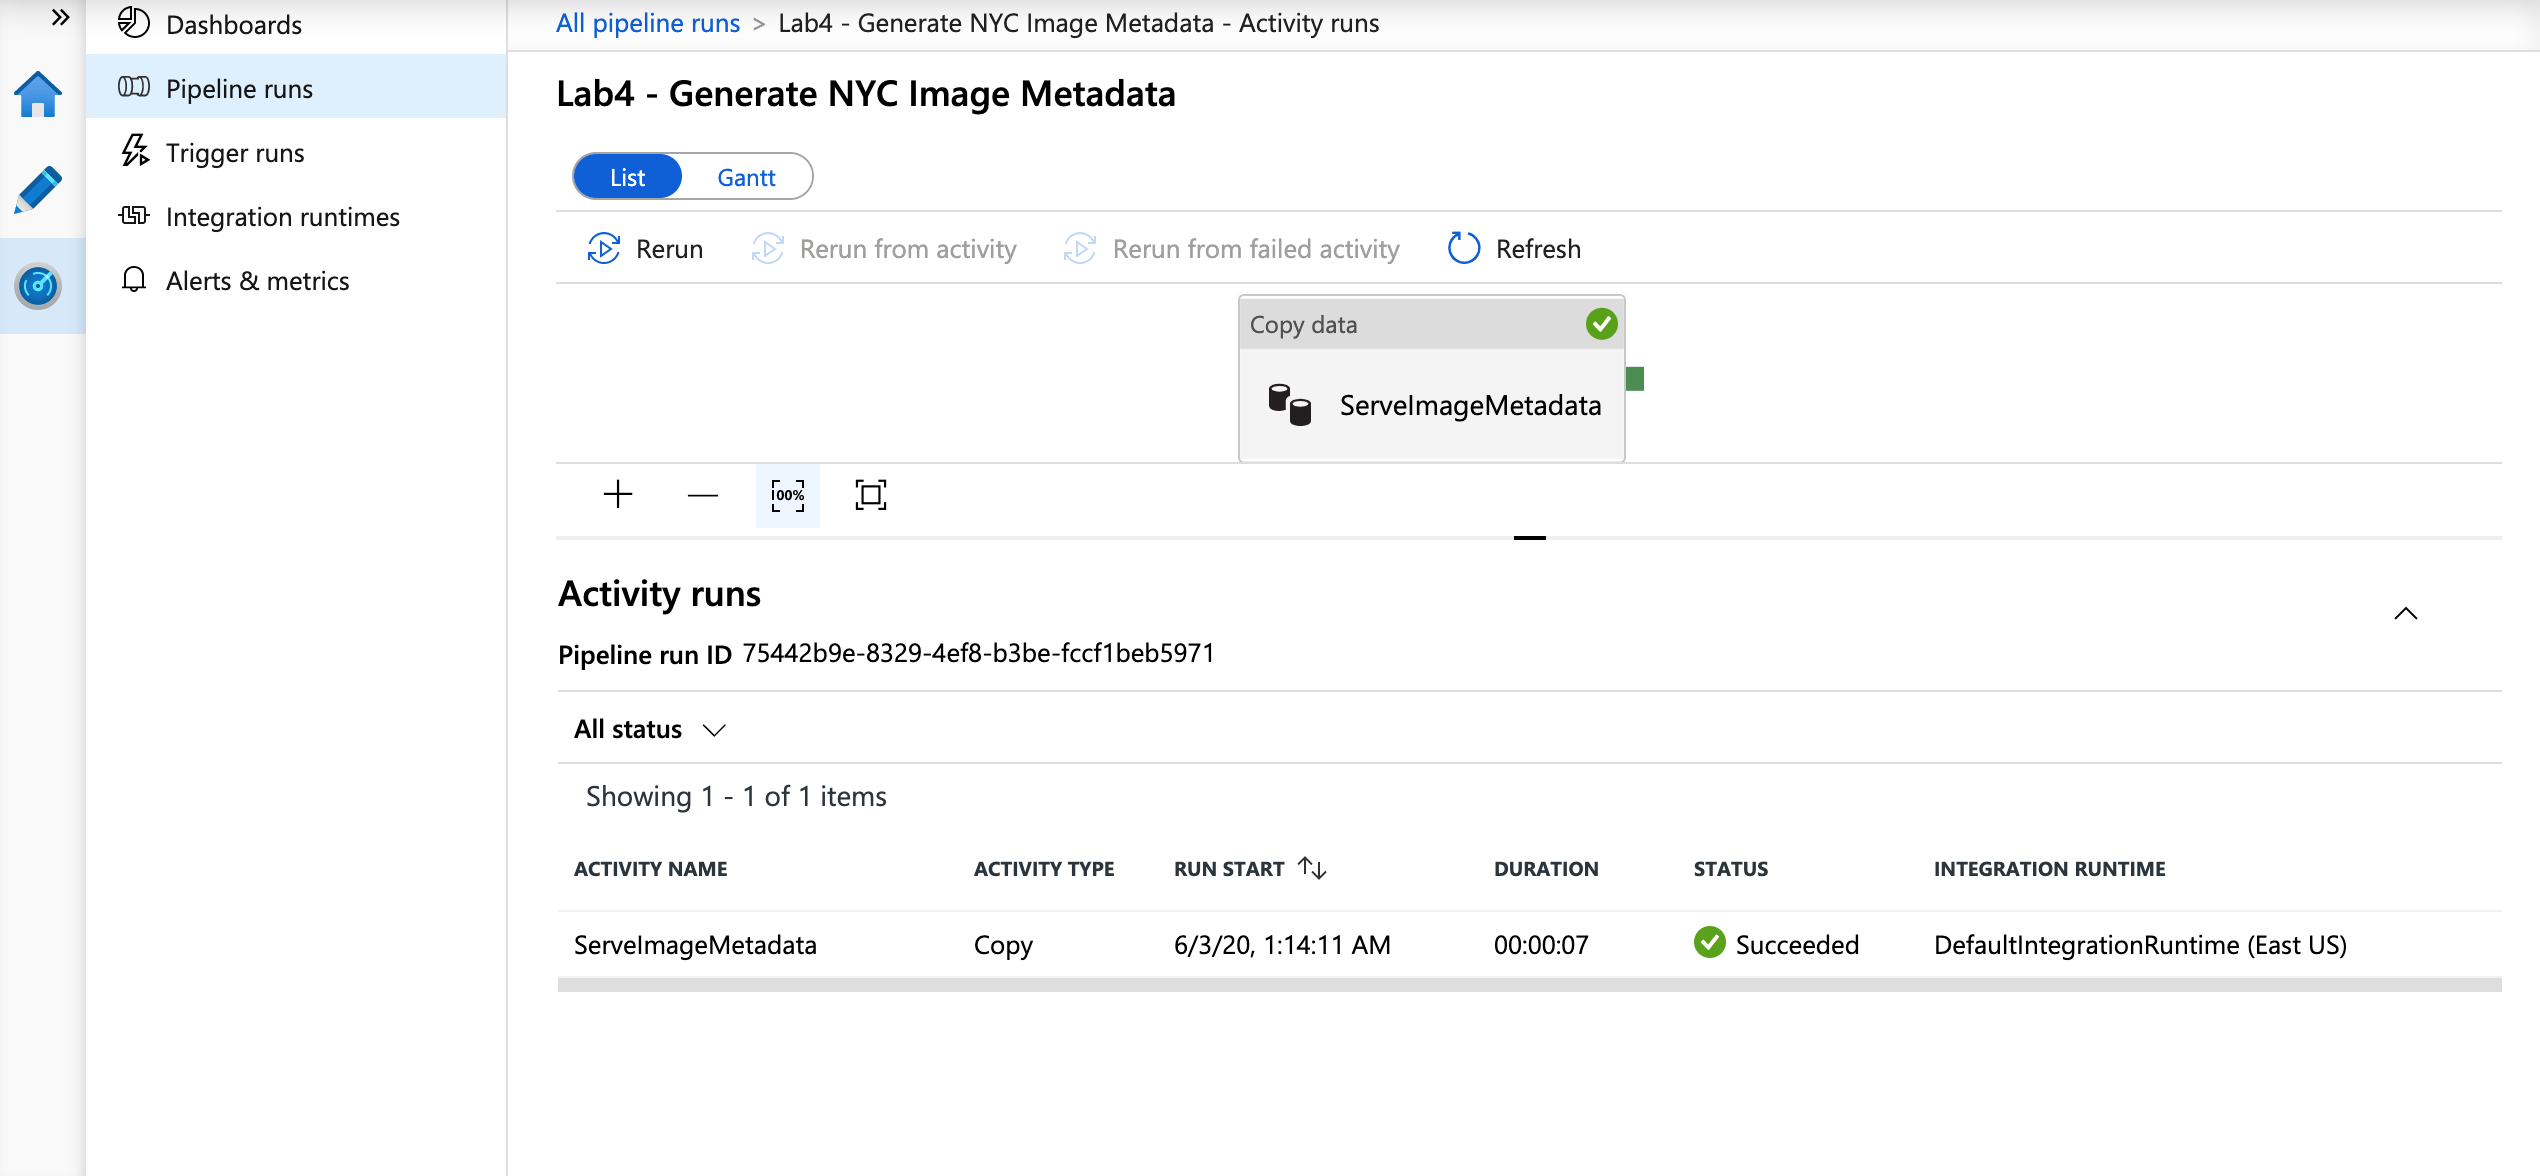 Dashboards
Pipeline runs
Trigger runs
Integration runtimes
Alerts & metrics
All pipeline runs > Lab4 - Generate NYC Image Metadata - Activity runs
Lab4 - Generate NYC Image Metadata
List Gantt
Rerun Rerun from activity Rerun from failed activity Refresh
Copy data
ServeImageMetadata
100%
Activity runs
Pipeline run ID 75442b9e-8329-4ef8-b3be-fccf1beb5971
All status
Showing 1 - 1 of 1 items
ACTIVITY NAME ACTIVITY TYPE RUN START DURATION STATUS INTEGRATION RUNTIME
ServeImageMetadata Copy 6/3/20, 1:14:11 AM 00:00:07 Succeeded DefaultIntegrationRuntime (East US)